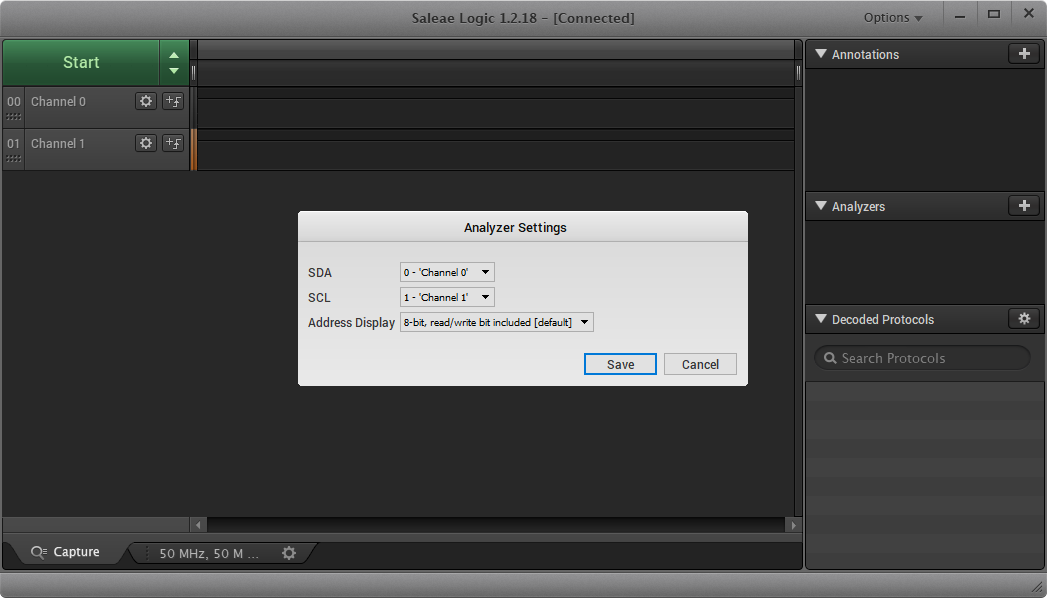 Saleae Logic 1.2.18 - [Connected]
Options
Start
00 Channel 0
01 Channel 1
Annotations
Analyzers
Decoded Protocols
Search Protocols
Analyzer Settings
SDA 0 - 'Channel 0'
SCL 1 - 'Channel 1'
Address Display 8-bit, read/write bit included [default]
Save Cancel
Capture 50 MHz, 50 M ...